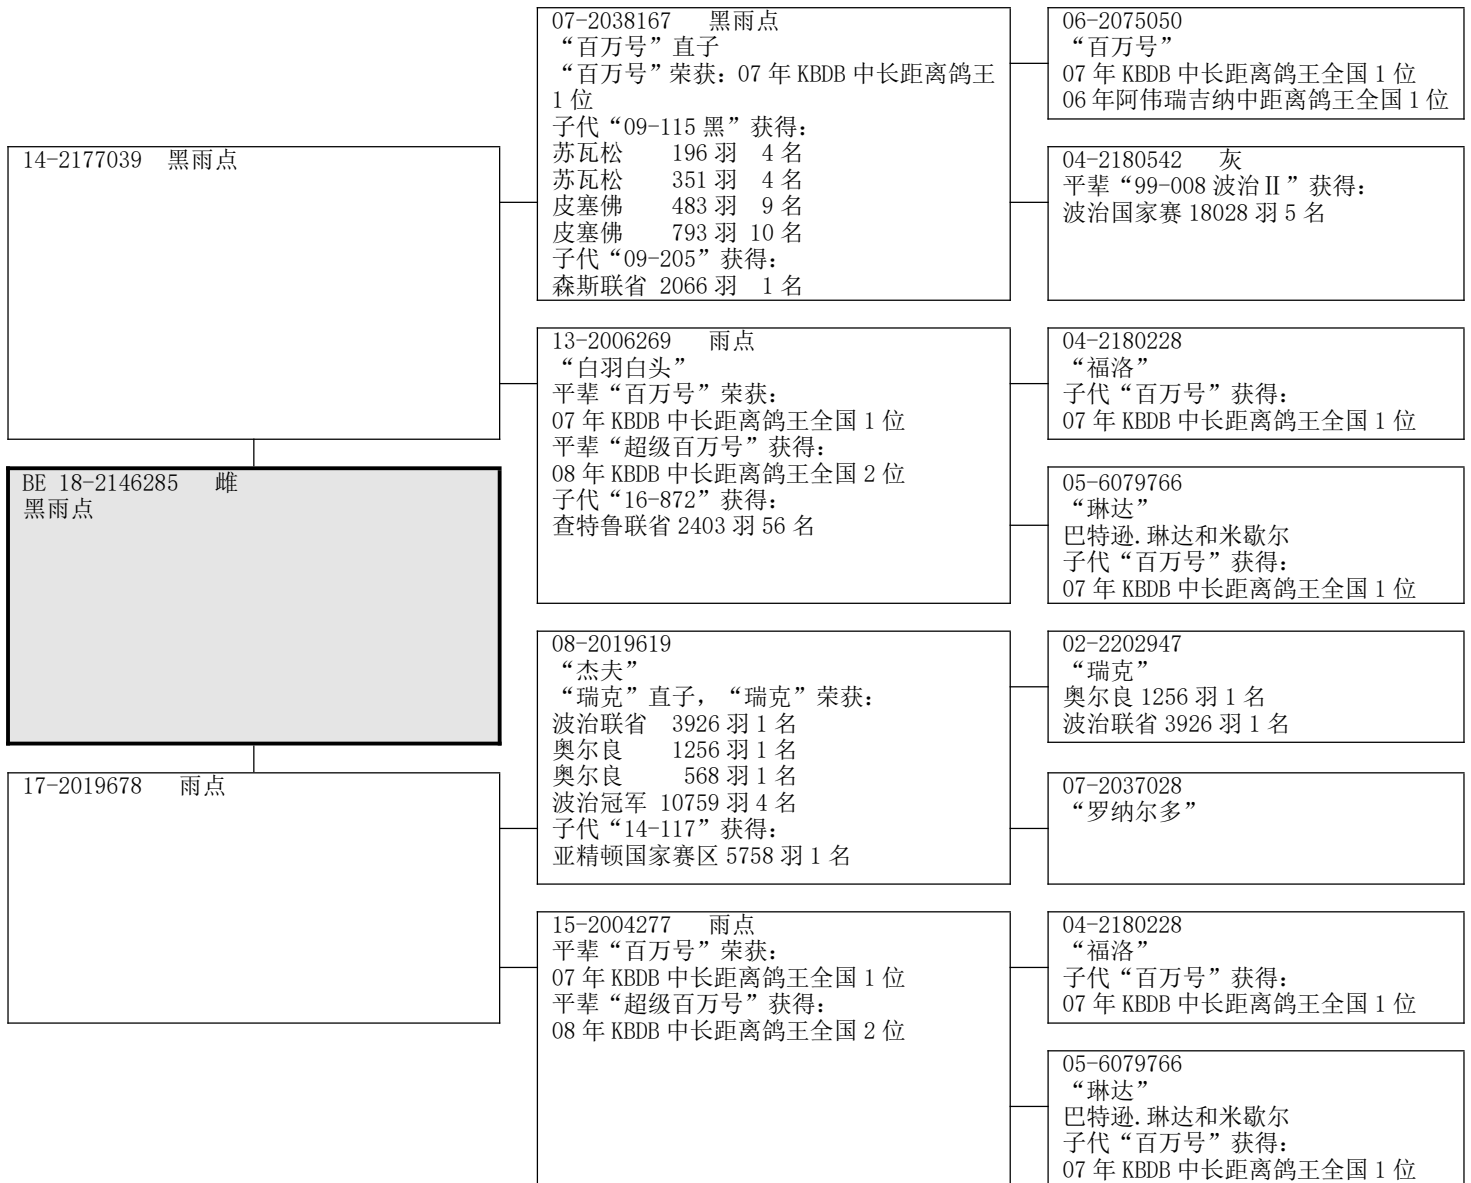 14-2177039 黑雨点
BE 18-2146285 雌
黑雨点
17-2019678 雨点
07-2038167 黑雨点
“百万号”直子
“百万号”荣获：07 年 KBDB 中长距离鸽王
1 位
子代“09-115 黑”获得：
苏瓦松 196 羽 4 名
苏瓦松 351 羽 4 名
皮塞佛 483 羽 9 名
皮塞佛 793 羽 10 名
子代“09-205”获得：
森斯联省 2066 羽 1 名
13-2006269 雨点
“白羽白头”
平辈“百万号”荣获：
07 年 KBDB 中长距离鸽王全国 1 位
平辈“超级百万号”获得：
08 年 KBDB 中长距离鸽王全国 2 位
子代“16-872”获得：
查特鲁联省 2403 羽 56 名
08-2019619
“杰夫”
“瑞克”直子，“瑞克”荣获：
波治联省 3926 羽 1 名
奥尔良 1256 羽 1 名
奥尔良 568 羽 1 名
波治冠军 10759 羽 4 名
子代“14-117”获得：
亚精顿国家赛区 5758 羽 1 名
15-2004277 雨点
平辈“百万号”荣获：
07 年 KBDB 中长距离鸽王全国 1 位
平辈“超级百万号”获得：
08 年 KBDB 中长距离鸽王全国 2 位
06-2075050
“百万号”
07 年 KBDB 中长距离鸽王全国 1 位
06 年阿伟瑞吉纳中距离鸽王全国 1 位
04-2180542 灰
平辈“99-008 波治Ⅱ”获得：
波治国家赛 18028 羽 5 名
04-2180228
“福洛”
子代“百万号”获得：
07 年 KBDB 中长距离鸽王全国 1 位
05-6079766
“琳达”
巴特逊.琳达和米歇尔
子代“百万号”获得：
07 年 KBDB 中长距离鸽王全国 1 位
02-2202947
“瑞克”
奥尔良 1256 羽 1 名
波治联省 3926 羽 1 名
07-2037028
“罗纳尔多”
04-2180228
“福洛”
子代“百万号”获得：
07 年 KBDB 中长距离鸽王全国 1 位
05-6079766
“琳达”
巴特逊.琳达和米歇尔
子代“百万号”获得：
07 年 KBDB 中长距离鸽王全国 1 位